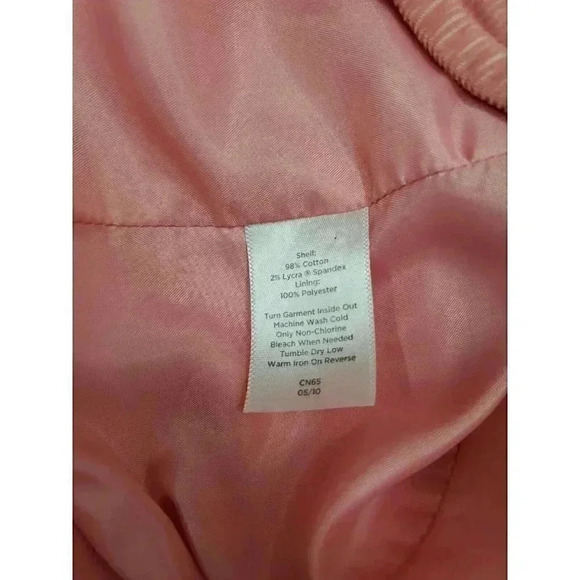 Shell:
98% Cotton
2% Lycra ® Spandex
Lining:
100% Polyester
Turn Garment Inside Out
Machine Wash Cold
Only Non-Chlorine
Bleach When Needed
Tumble Dry Low
Warm Iron On Reverse
CN65
05/10